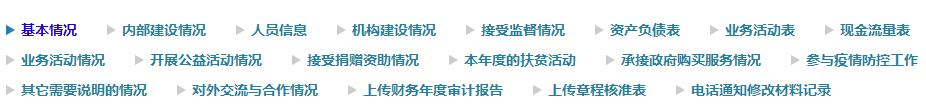 基本情况 内部建设情况 人员信息 机构建设情况 接受监督情况 资产负债表 业务活动表 现金流量表
业务活动情况 开展公益活动情况 接受捐赠资助情况 本年度的扶贫活动 承接政府购买服务情况 参与疫情防控工作
其它需要说明的情况 对外交流与合作情况 上传财务年度审计报告 上传章程核准表 电话通知修改材料记录